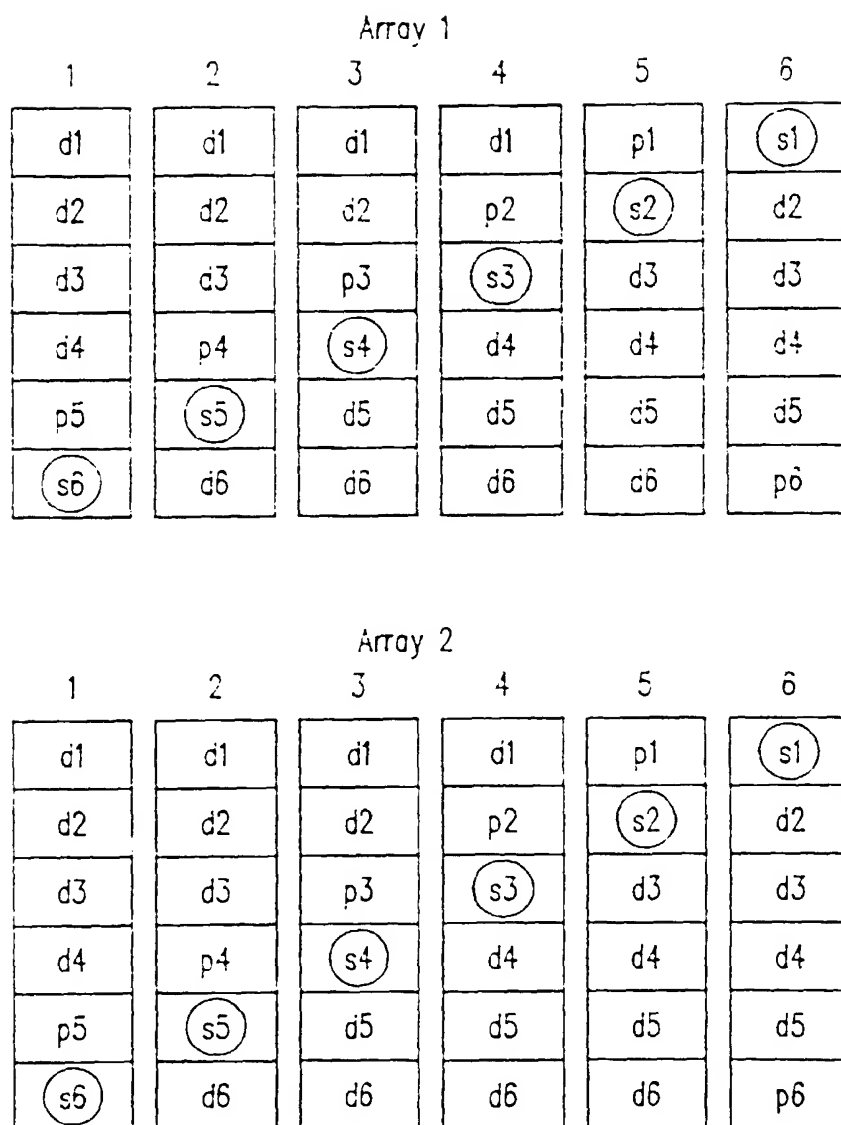 Array 1
1 2 3 4 5 6
d1 d1 d1 d1 p1 s1
d2 d2 d2 p2 s2 d2
d3 d3 p3 s3 d3 d3
d4 p4 s4 d4 d4 d4
p5 s5 d5 d5 d5 d5
s6 d6 d6 d6 d6 p6
Array 2
1 2 3 4 5 6
d1 d1 d1 d1 p1 s1
d2 d2 d2 p2 s2 d2
d3 d3 p3 s3 d3 d3
d4 p4 s4 d4 d4 d4
p5 s5 d5 d5 d5 d5
s6 d6 d6 d6 d6 p6